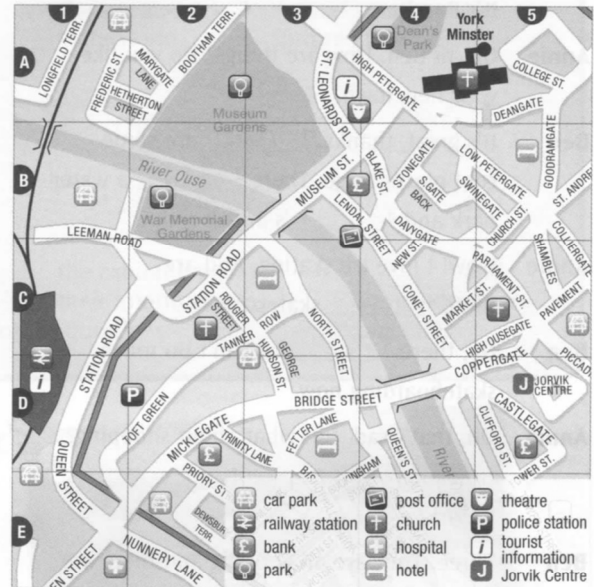 1 2 3 4 5
A
B
C
D
E
LONGFIELD TERR.
FREDERIC ST.
MARYGATE
LANE
HETHERTON
STREET
BOOTHAM TERR.
Museum
Gardens
ST. LEONARDS PL.
Dean's
Park
York
Minster
HIGH PETERGATE
COLLEGE ST.
DEANGATE
GOODRAMGATE
LOW PETERGATE
River Ouse
War Memorial
Gardens
MUSEUM ST.
BLAKE ST.
STONEGATE
S.GATE
BACK
SWINEGATE
CHURCH ST.
ST. ANDRE
COLLIERGATE
SHAMBLES
LENDAL STREET
DAVYGATE
NEW ST.
PARLIAMENT ST.
MARKET ST.
PAVEMENT
LEEMAN ROAD
STATION ROAD
ROUGIER
STREET
TANNER ROW
NORTH STREET
GEORGE
HUDSON ST.
CONEY STREET
HIGH OUSEGATE
COPPERGATE
PICCAD
STATION ROAD
TOFT GREEN
BRIDGE STREET
JORVIK
CENTRE
CASTLEGATE
CLIFFORD ST.
OWER ST.
MICKLEGATE
TRINITY LANE
FETTER LANE
QUEEN'S ST
River
PRIORY ST
QUEEN STREET
DEWSBUR
TERR.
NUNNERY LANE
EN STREET
car park
railway station
bank
park
post office
church
hospital
hotel
theatre
police station
tourist
information
Jorvik Centre